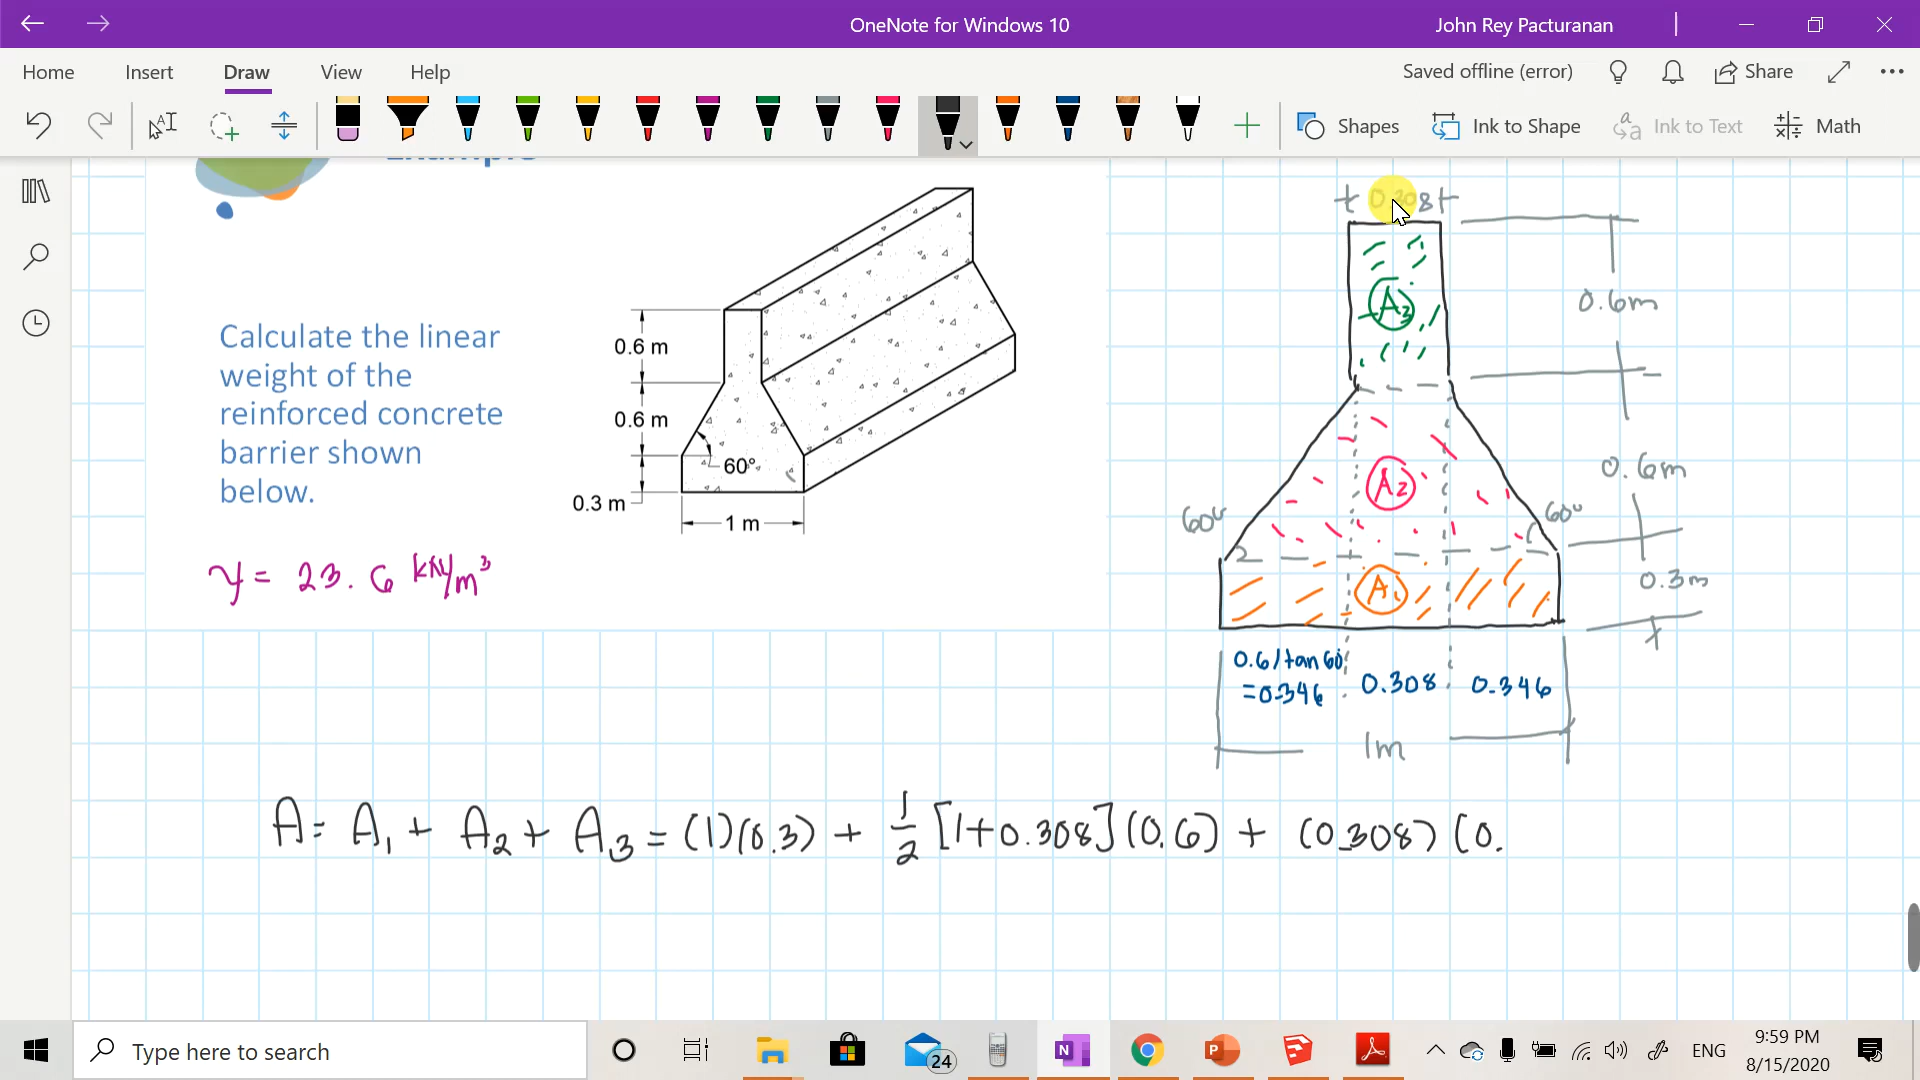 OneNote for Windows 10
John Rey Pacturanan
Home Insert Draw View Help
Saved offline (error)
Share
Shapes
Ink to Shape
Ink to Text
Math
Calculate the linear
weight of the
reinforced concrete
barrier shown
below.
γ = 23.6 kN/m³
0.6 m
0.6 m
60°
0.3 m
1 m
0.308
A3
0.6m
A2
0.6m
60°
60°
A1
0.3m
0.6/tan60
=0.346
0.308
0.346
1m
A = A1 + A2 + A3 = (1)(0.3) + 1/2 [1+0.308](0.6) + (0.308)(0.
Type here to search
24
ENG
9:59 PM
8/15/2020